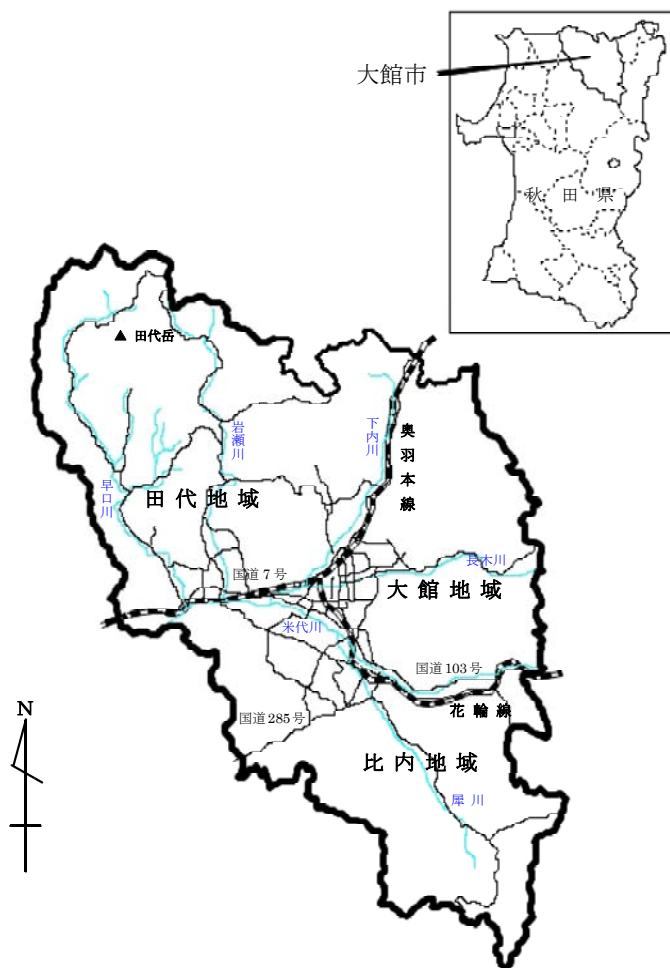 大館市
秋田県
田代岳
岩瀬川
下内川
奥羽本線
早口川
田代地域
国道7号
長木川
大館地域
米代川
国道103号
花輪線
国道285号
N
比内地域
犀川